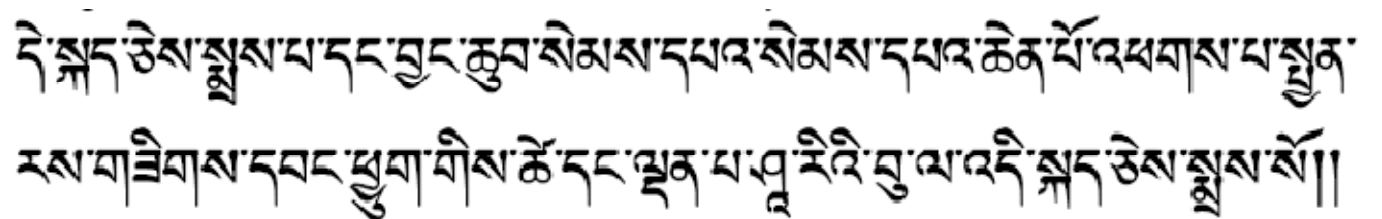 དེ་སྐད་ཅེས་སྨྲས་པ་དང་བྱང་ཆུབ་སེམས་དཔའ་སེམས་དཔའ་ཆེན་པོ་འཕགས་པ་སྤྱན་
རས་གཟིགས་དབང་ཕྱུག་གིས་ཚེ་དང་ལྡན་པ་ཤཱ་རིའི་བུ་ལ་འདི་སྐད་ཅེས་སྨྲས་སོ།།